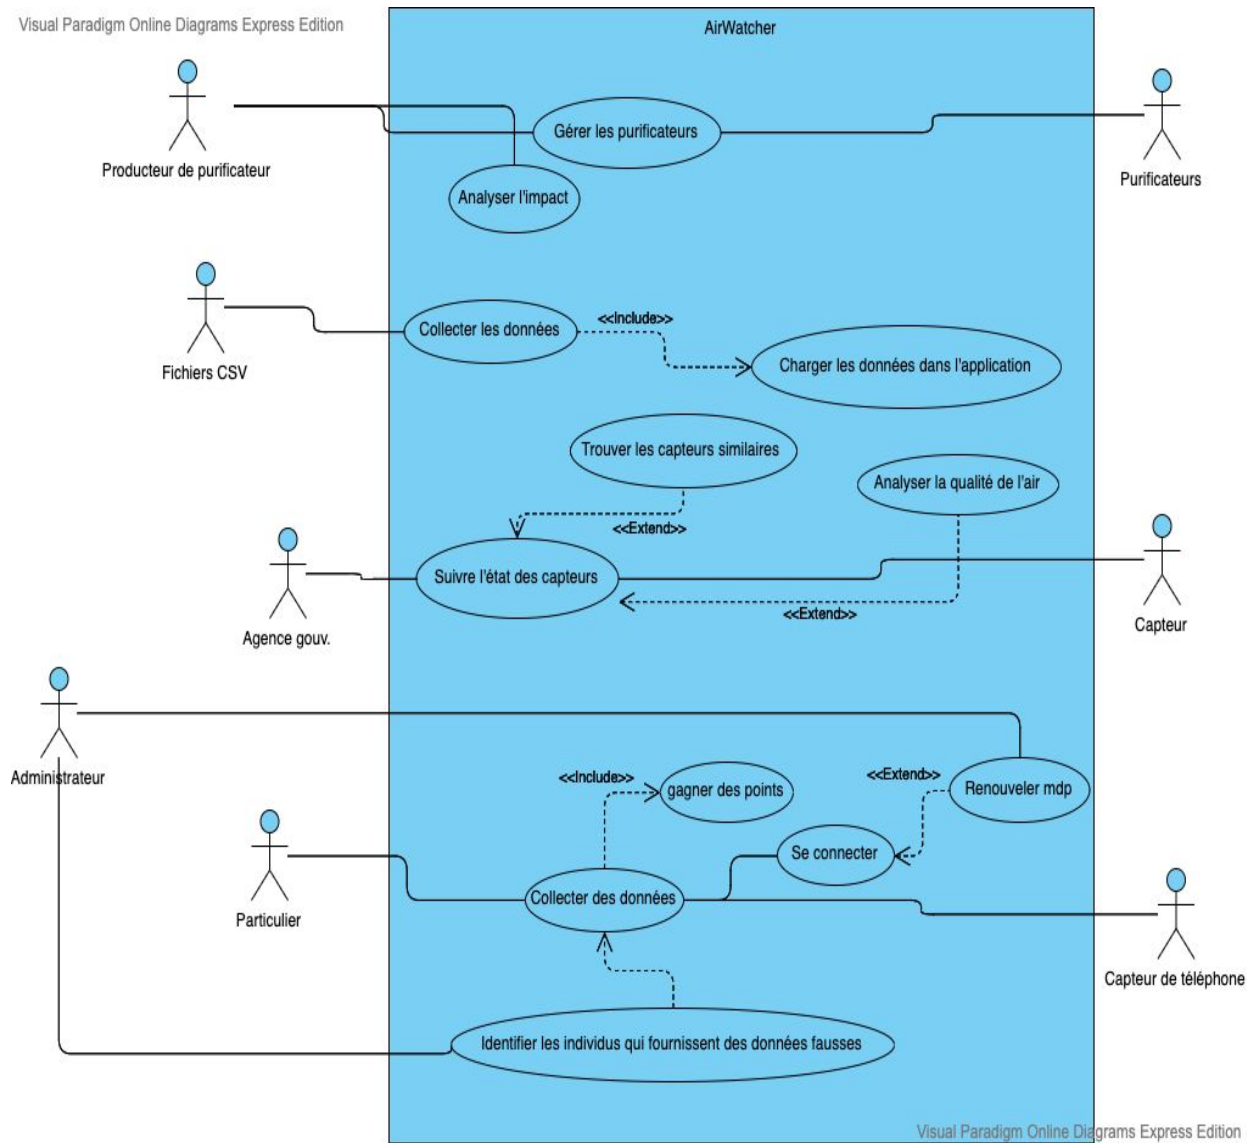 Visual Paradigm Online Diagrams Express Edition
AirWatcher
Producteur de purificateur
Gérer les purificateurs
Purificateurs
Analyser l'impact
Fichiers CSV
Collecter les données
<<Include>>
Charger les données dans l'application
Trouver les capteurs similaires
Analyser la qualité de l'air
<<Extend>>
Agence gouv.
Suivre l'état des capteurs
<<Extend>>
Capteur
Administrateur
<<Include>>
gagner des points
<<Extend>>
Renouveler mdp
Se connecter
Particulier
Collecter des données
Capteur de téléphone
Identifier les individus qui fournissent des données fausses
Visual Paradigm Online Diagrams Express Edition